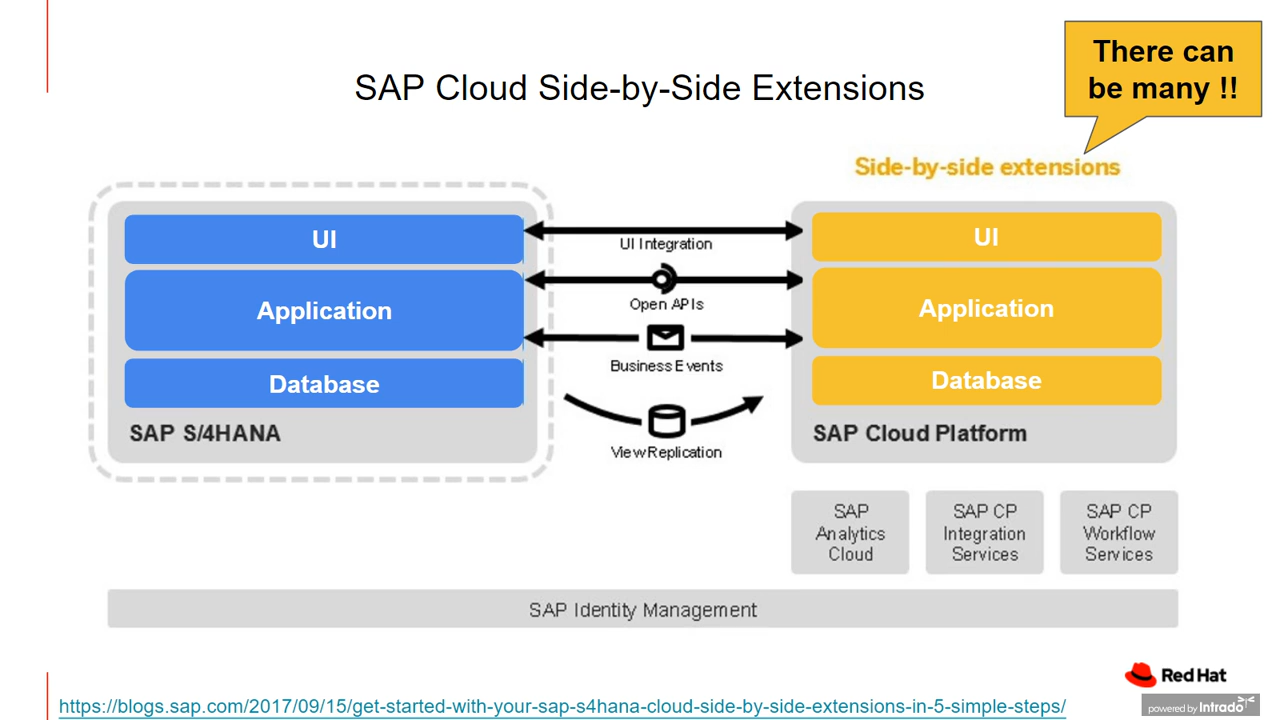 There can
be many !!
SAP Cloud Side-by-Side Extensions
Side-by-side extensions
UI
Application
Database
SAP S/4HANA
UI Integration
Open APIs
Business Events
View Replication
UI
Application
Database
SAP Cloud Platform
SAP
Analytics
Cloud
SAP CP
Integration
Services
SAP CP
Workflow
Services
SAP Identity Management
Red Hat
https://blogs.sap.com/2017/09/15/get-started-with-your-sap-s4hana-cloud-side-by-side-extensions-in-5-simple-steps/
powered by Intrado